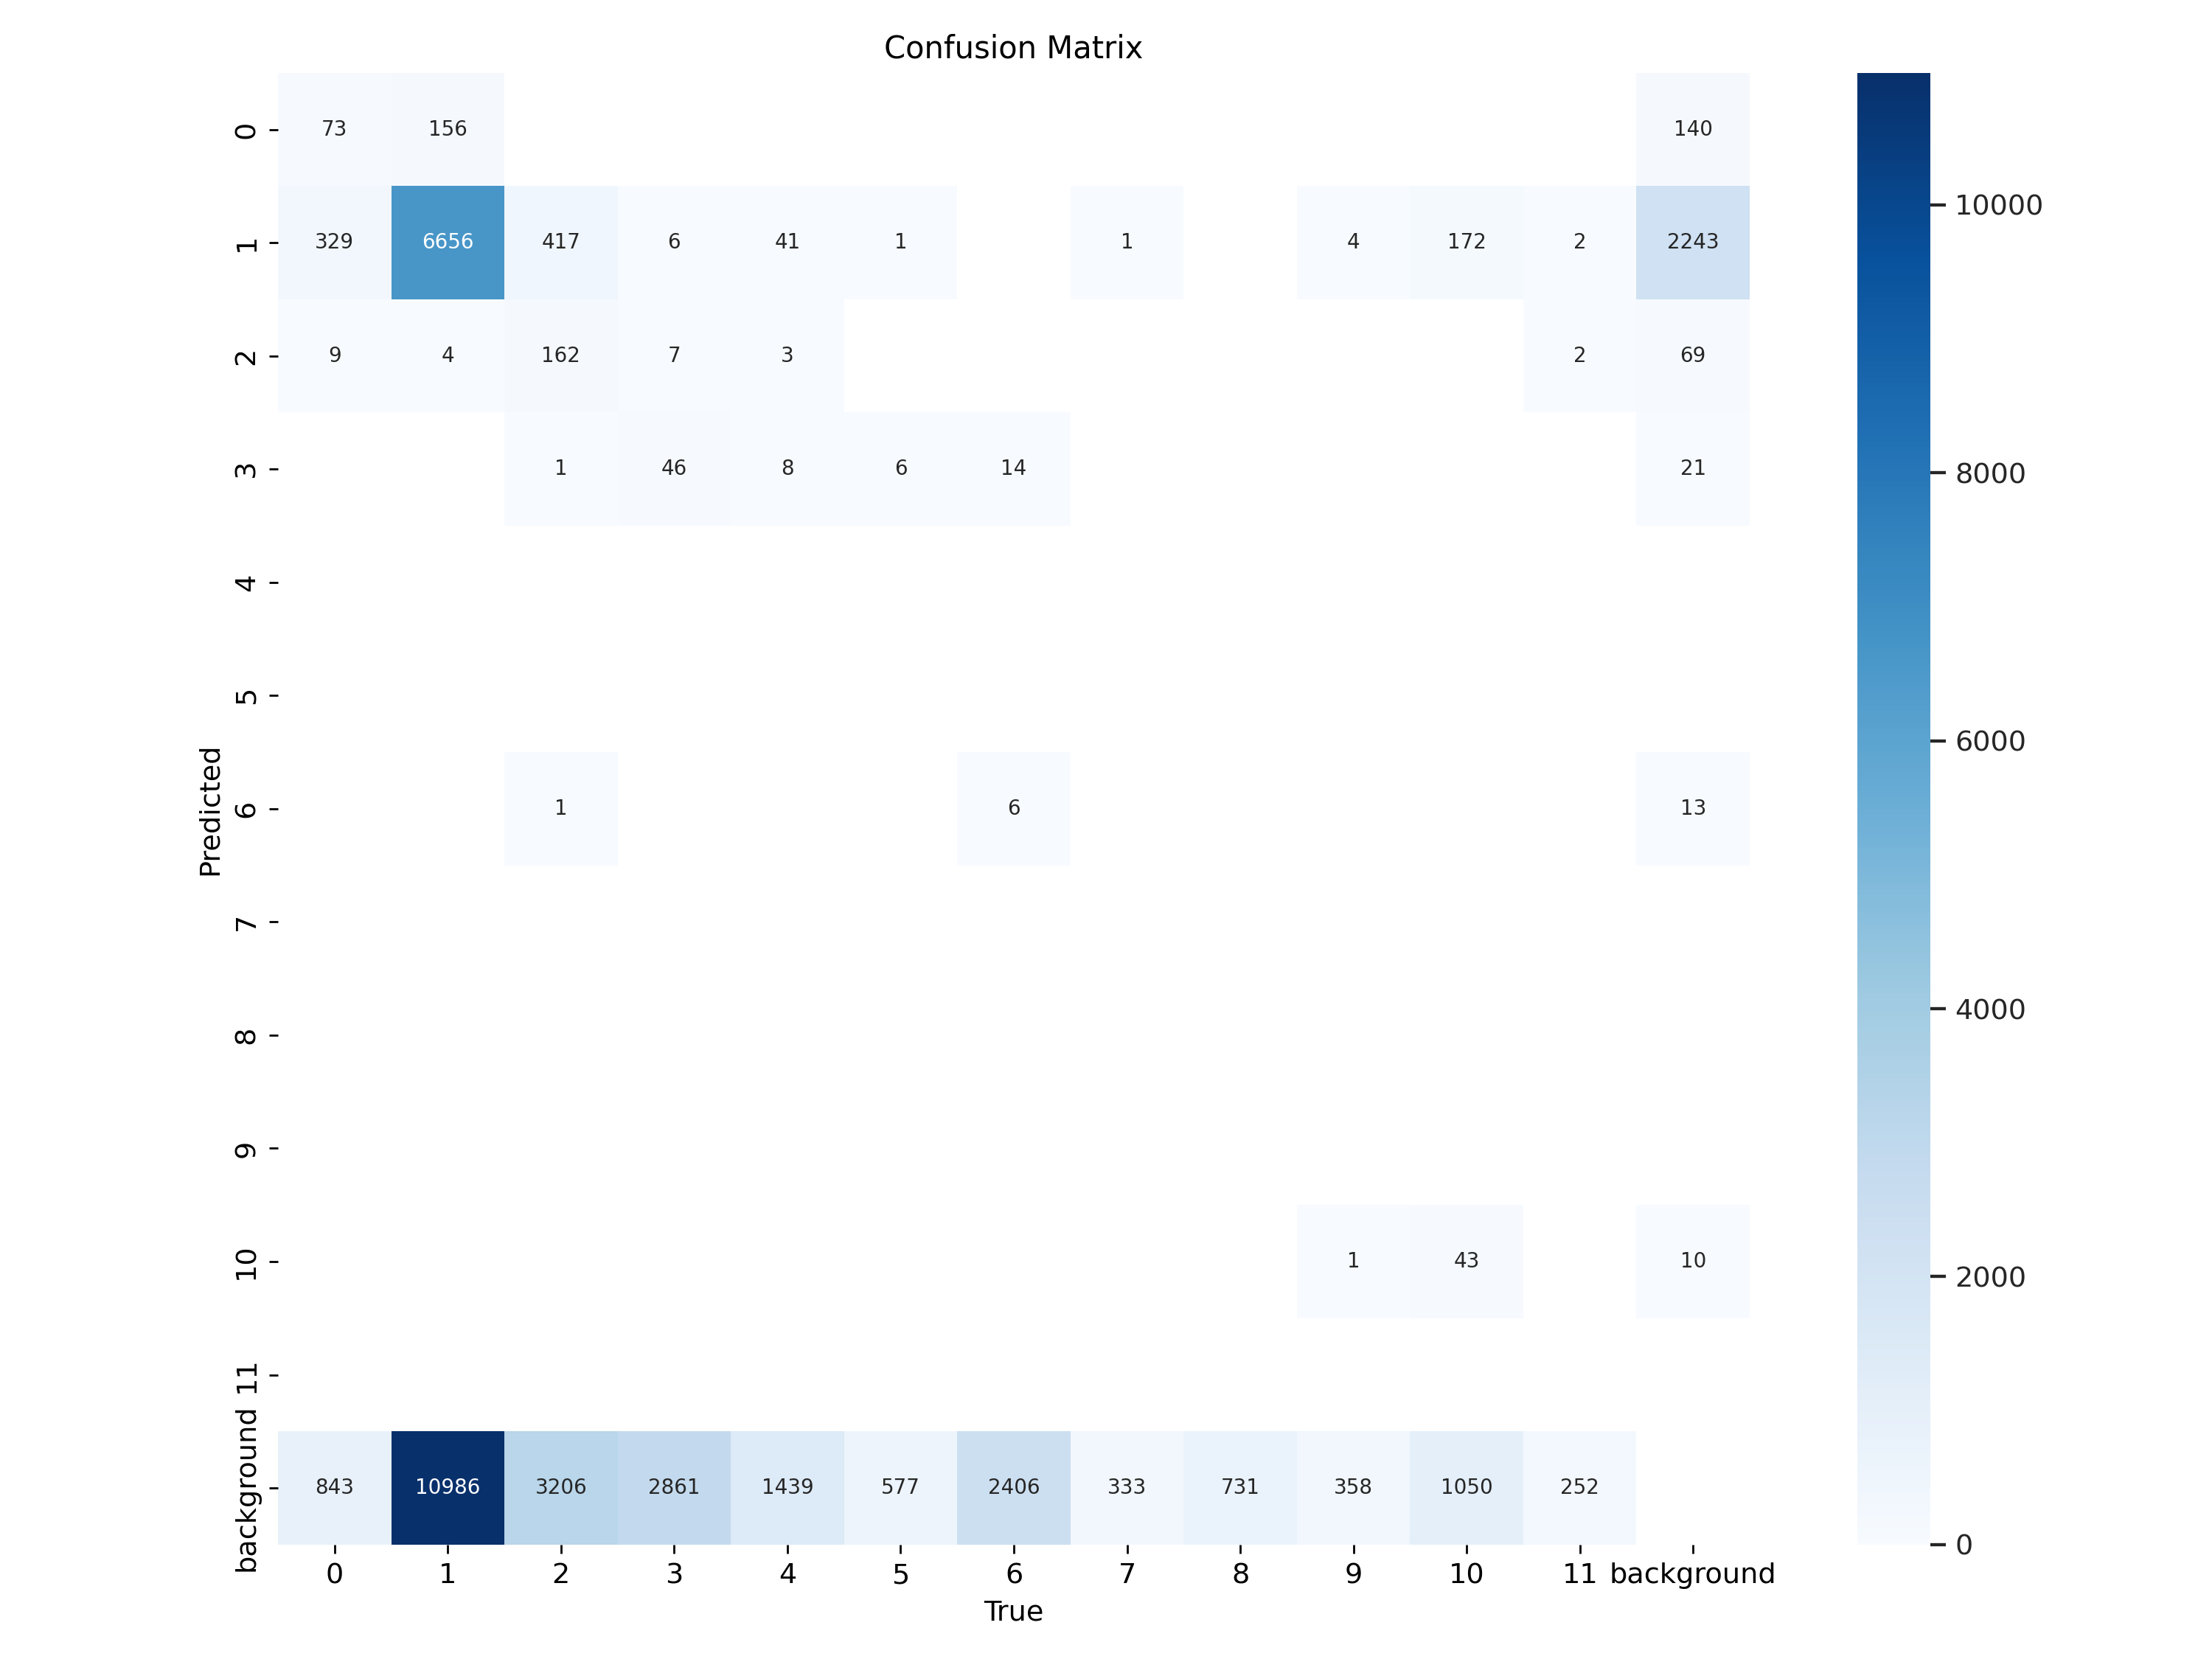 Confusion Matrix
0 73 156 140
1 329 6656 417 6 41 1 1 4 172 2 2243
2 9 4 162 7 3 2 69
3 1 46 8 6 14 21
4
5
6 1 6 13
7
8
9
10 1 43 10
11
background 843 10986 3206 2861 1439 577 2406 333 731 358 1050 252
0 1 2 3 4 5 6 7 8 9 10 11 background
True
Predicted
10000
8000
6000
4000
2000
0